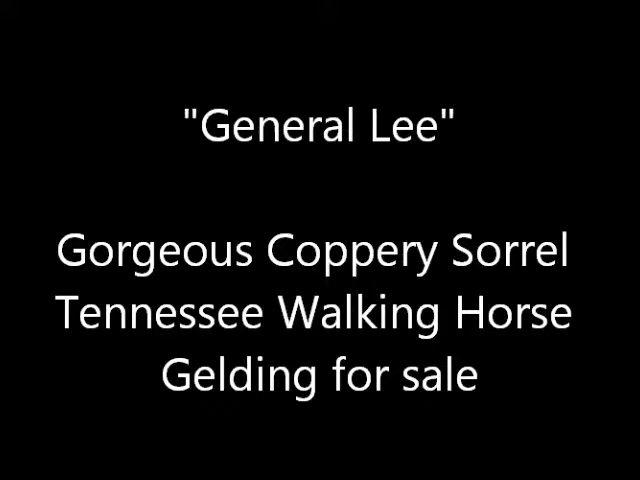 "General Lee"
Gorgeous Coppery Sorrel
Tennessee Walking Horse
Gelding for sale